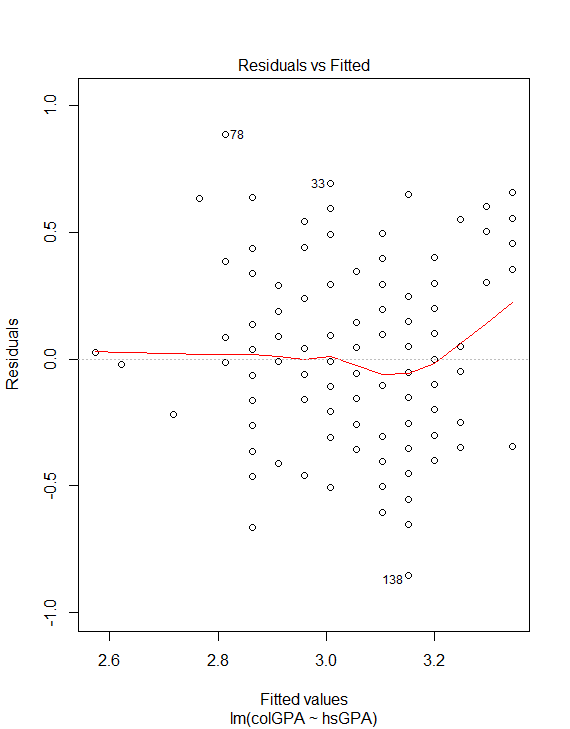 Residuals vs Fitted
1.0
0.5
0.0
-0.5
-1.0
Residuals
78
33
138
2.6 2.8 3.0 3.2
Fitted values
lm(colGPA ~ hsGPA)